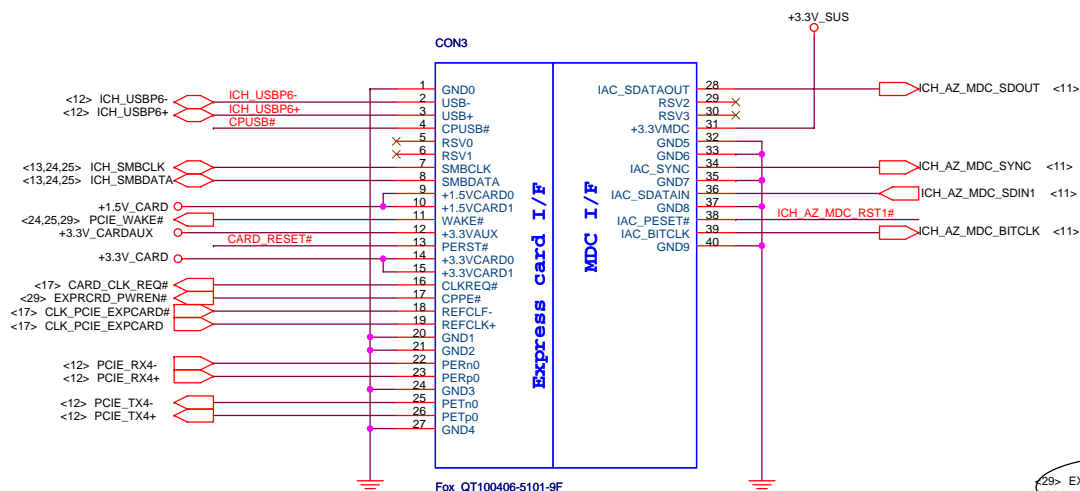 +3.3V_SUS
CON3
1 GND0
<12> ICH_USBP6- ICH_USBP6- 2 USB-
<12> ICH_USBP6+ ICH_USBP6+ 3 USB+
CPUSB# 4 CPUSB#
5 RSV0
6 RSV1
<13,24,25> ICH_SMBCLK 7 SMBCLK
<13,24,25> ICH_SMBDATA 8 SMBDATA
9 +1.5VCARD0
+1.5V_CARD 10 +1.5VCARD1
<24,25,29> PCIE_WAKE# 11 WAKE#
+3.3V_CARDAUX 12 +3.3VAUX
CARD_RESET# 13 PERST#
+3.3V_CARD 14 +3.3VCARD0
15 +3.3VCARD1
<17> CARD_CLK_REQ# 16 CLKREQ#
<29> EXPRCRD_PWREN# 17 CPPE#
<17> CLK_PCIE_EXPCARD# 18 REFCLF-
<17> CLK_PCIE_EXPCARD 19 REFCLK+
20 GND1
21 GND2
<12> PCIE_RX4- 22 PERn0
<12> PCIE_RX4+ 23 PERp0
24 GND3
<12> PCIE_TX4- 25 PETn0
<12> PCIE_TX4+ 26 PETp0
27 GND4
Express card I/F
MDC I/F
IAC_SDATAOUT 28 ICH_AZ_MDC_SDOUT <11>
RSV2 29
RSV3 30
+3.3VMDC 31
GND5 32
GND6 33
IAC_SYNC 34 ICH_AZ_MDC_SYNC <11>
GND7 35
IAC_SDATAIN 36 ICH_AZ_MDC_SDIN1 <11>
GND8 37
IAC_PESET# 38 ICH_AZ_MDC_RST1#
IAC_BITCLK 39 ICH_AZ_MDC_BITCLK <11>
GND9 40
Fox_QT100406-5101-9F
<29> EX